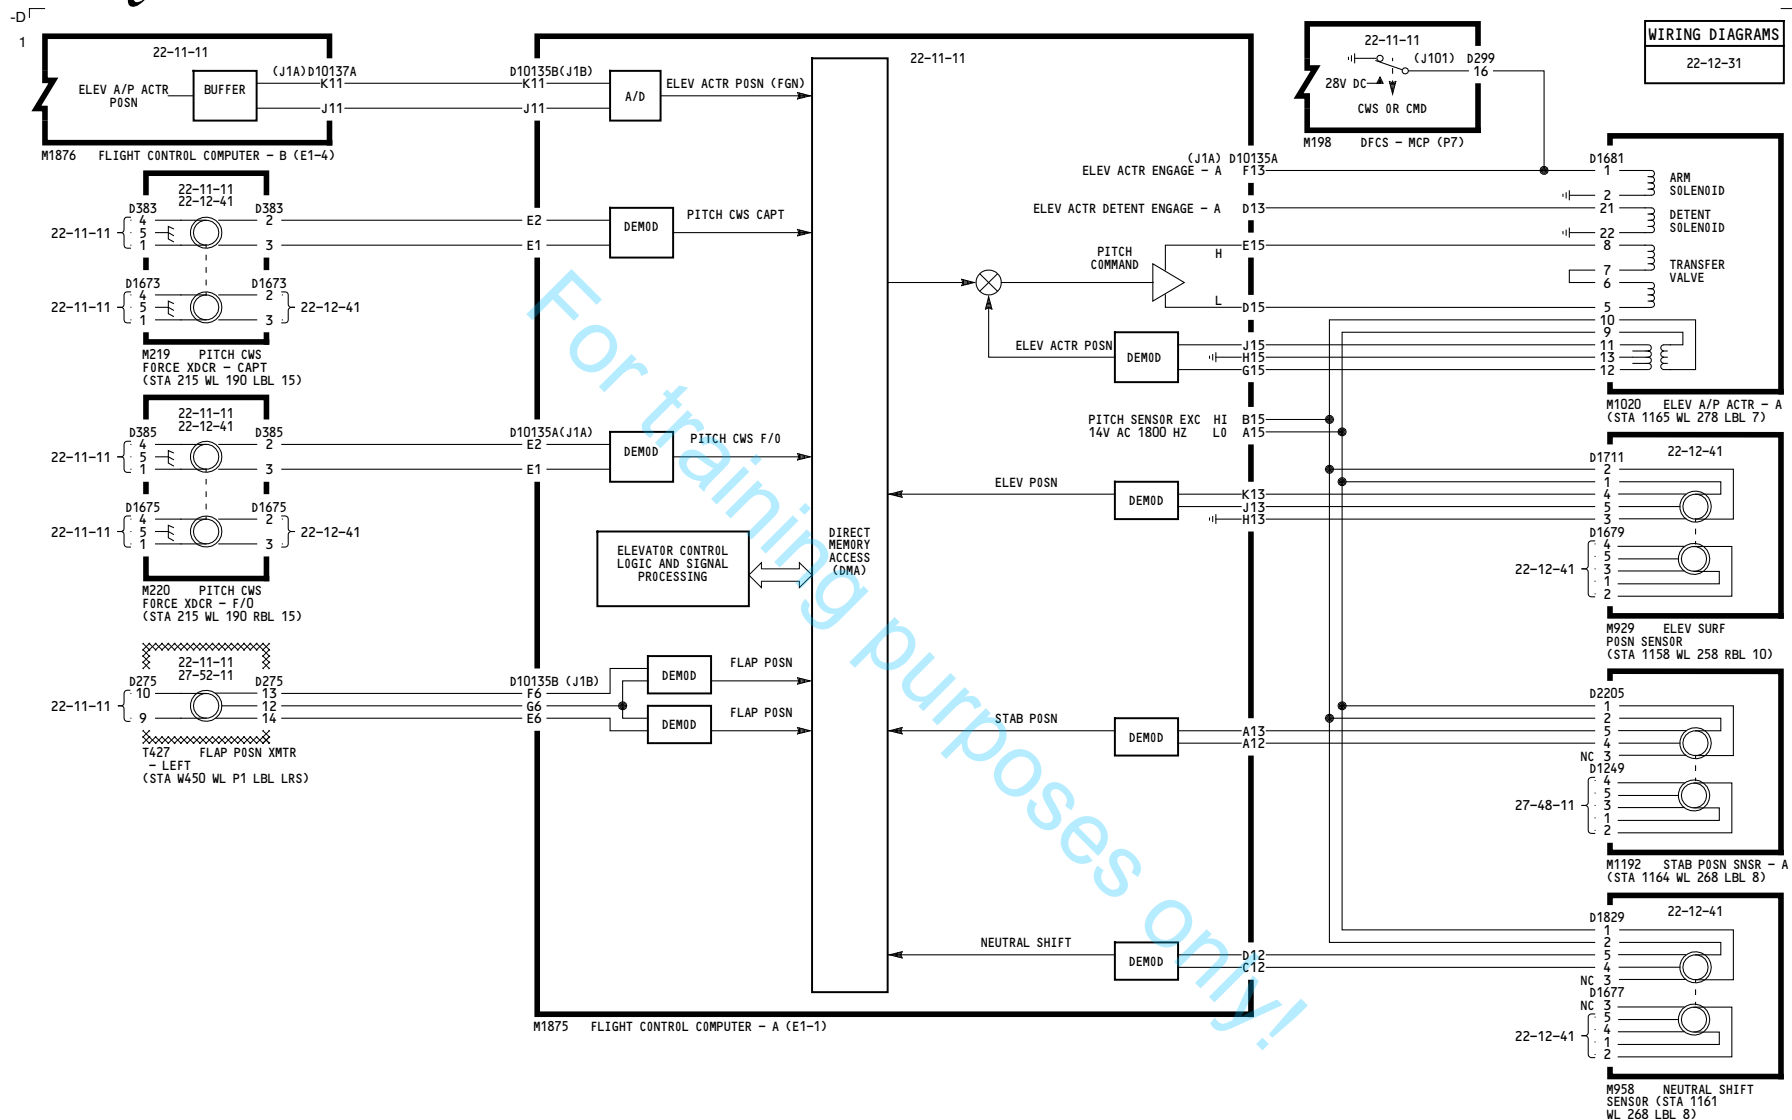 -D
1
22-11-11
ELEV A/P ACTR
POSN
BUFFER
(J1A) D10137A
K11
J11
M1876 FLIGHT CONTROL COMPUTER - B (E1-4)
D10135B (J1B)
K11
J11
A/D
ELEV ACTR POSN (FGN)
22-11-11
22-11-11
(J101) D299
16
28V DC
CWS OR CMD
M198 DFCS - MCP (P7)
WIRING DIAGRAMS
22-12-31
22-11-11
22-12-41
D383 D383
22-11-11
4
5
1
2
3
D1673 D1673
22-11-11
4
5
1
2
3
22-12-41
M219 PITCH CWS
FORCE XDCR - CAPT
(STA 215 WL 190 LBL 15)
E2
E1
DEMOD
PITCH CWS CAPT
22-11-11
22-12-41
D385 D385
22-11-11
4
5
1
2
3
D1675 D1675
22-11-11
4
5
1
2
3
22-12-41
M220 PITCH CWS
FORCE XDCR - F/O
(STA 215 WL 190 RBL 15)
D10135A (J1A)
E2
E1
DEMOD
PITCH CWS F/O
ELEVATOR CONTROL
LOGIC AND SIGNAL
PROCESSING
DIRECT
MEMORY
ACCESS
(DMA)
22-11-11
27-52-11
D275 D275
22-11-11
10
9
13
12
14
T427 FLAP POSN XMTR
- LEFT
(STA W450 WL P1 LBL LRS)
D10135B (J1B)
F6
G6
E6
DEMOD
FLAP POSN
DEMOD
FLAP POSN
M1875 FLIGHT CONTROL COMPUTER - A (E1-1)
(J1A) D10135A
ELEV ACTR ENGAGE - A F13
ELEV ACTR DETENT ENGAGE - A D13
PITCH
COMMAND
H
E15
L
D15
ELEV ACTR POSN
DEMOD
J15
H15
G15
PITCH SENSOR EXC HI B15
14V AC 1800 HZ LO A15
ELEV POSN
DEMOD
K13
J13
H13
STAB POSN
DEMOD
A13
A12
NEUTRAL SHIFT
DEMOD
D12
C12
D1681
1
2
ARM
SOLENOID
21
22
DETENT
SOLENOID
8
7
6
5
TRANSFER
VALVE
10
9
11
13
12
M1020 ELEV A/P ACTR - A
(STA 1165 WL 278 LBL 7)
D1711
22-12-41
2
1
4
5
3
D1679
22-12-41
4
5
3
1
2
M929 ELEV SURF
POSN SENSOR
(STA 1158 WL 258 RBL 10)
D2205
1
2
5
4
NC 3
D1249
27-48-11
4
5
3
1
2
M1192 STAB POSN SNSR - A
(STA 1164 WL 268 LBL 8)
D1829
22-12-41
1
2
5
4
NC 3
D1677
NC 3
22-12-41
5
4
1
2
M958 NEUTRAL SHIFT
SENSOR (STA 1161
WL 268 LBL 8)
For training purposes only!